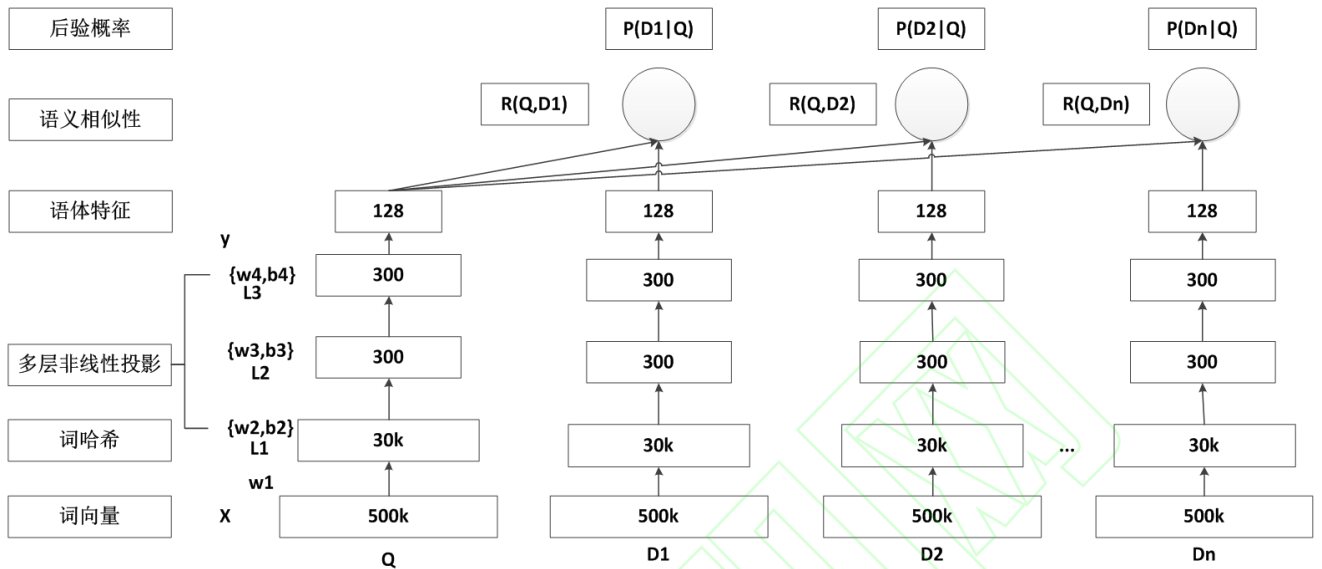 后验概率 P(D1|Q) P(D2|Q) P(Dn|Q)
语义相似性 R(Q,D1) R(Q,D2) R(Q,Dn)
语体特征 128 128 128 128
y
{w4,b4} 300 300 300 300
L3
多层非线性投影 {w3,b3} 300 300 300 300
L2
词哈希 {w2,b2} 30k 30k 30k ... 30k
L1
w1
词向量 X 500k 500k 500k 500k
Q D1 D2 Dn